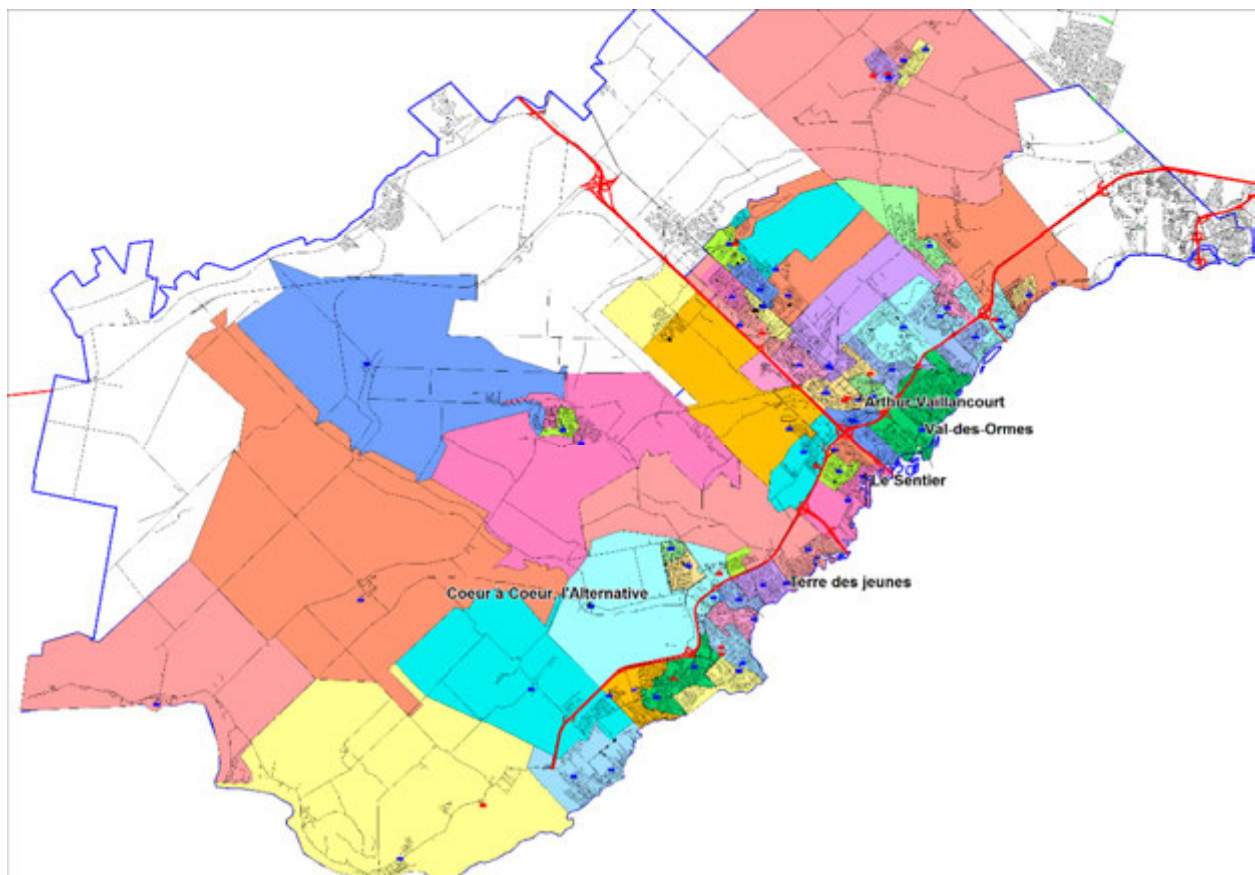 Arthur Vaillancourt
Val-des-Ormes
Le Sentier
Terre des jeunes
Coeur à Coeur, l'Alternative